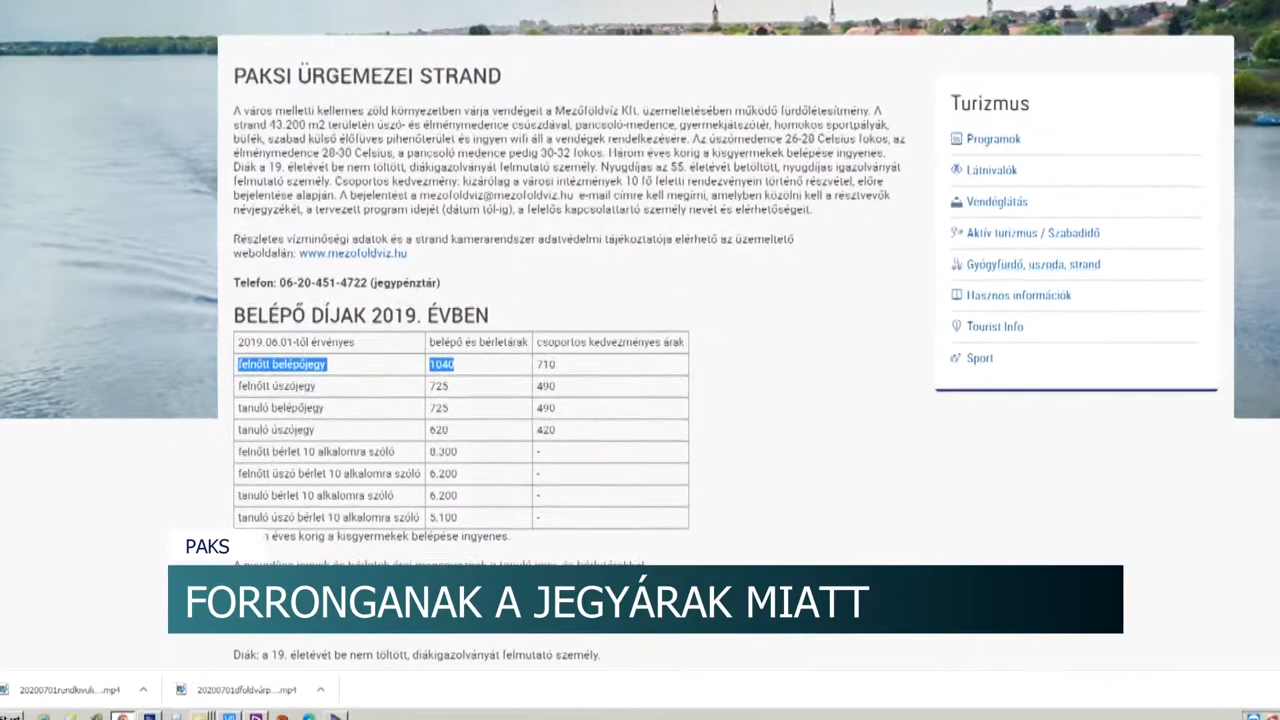 PAKSI ÜRGEMEZEI STRAND
A város melletti kellemes zöld környezetben várja vendégeit a Mezőföldvíz Kft. üzemeltetésében működő fürdőlétesítmény. A
strand 43.200 m2 területén úszó- és élménymedence csúszdával, pancsoló-medence, gyermekjátszótér, homokos sportpályák,
büfék, szabad külső élőfüves pihenőterület és ingyen wifi áll a vendégek rendelkezésére. Az úszómedence 26-28 Celsius fokos, az
élménymedence 28-30 Celsius, a pancsoló medence pedig 30-32 fokos. Három éves korig a kisgyermekek belépése ingyenes.
Diák a 19. életévét be nem töltött, diákigazolványát felmutató személy. Nyugdíjas az 55. életévét betöltött, nyugdíjas igazolványát
felmutató személy. Csoportos kedvezmény: kizárólag a városi intézmények 10 fő feletti rendezvényein történő részvétel, előre
bejelentése alapján. A bejelentést a mezofoldviz@mezofoldviz.hu e-mail címre kell megírni, amelyben közölni kell a résztvevők
névjegyzékét, a tervezett program idejét (dátum tól-ig), a felelős kapcsolattartó személy nevét és elérhetőségeit.
Részletes vízminőségi adatok és a strand kamerarendszer adatvédelmi tájékoztatója elérhető az üzemeltető
weboldalán: www.mezofoldviz.hu
Telefon: 06-20-451-4722 (jegypénztár)
BELÉPŐ DÍJAK 2019. ÉVBEN
2019.06.01-től érvényes belépő és bérletárak csoportos kedvezményes árak
felnőtt belépőjegy 1040 710
felnőtt úszójegy 725 490
tanuló belépőjegy 725 490
tanuló úszójegy 620 420
felnőtt bérlet 10 alkalomra szóló 8.300 -
felnőtt úszó bérlet 10 alkalomra szóló 6.200 -
tanuló bérlet 10 alkalomra szóló 6.200 -
tanuló úszó bérlet 10 alkalomra szóló 5.100 -
éves korig a kisgyermekek belépése ingyenes.
Diák: a 19. életévét be nem töltött, diákigazolványát felmutató személy.
Turizmus
Programok
Látnivalók
Vendéglátás
Aktív turizmus / Szabadidő
Gyógyfürdő, uszoda, strand
Hasznos információk
Tourist Info
Sport
PAKS
FORRONGANAK A JEGYÁRAK MIATT
20200701rendkivuli....mp4
20200701dfoldvárp....mp4